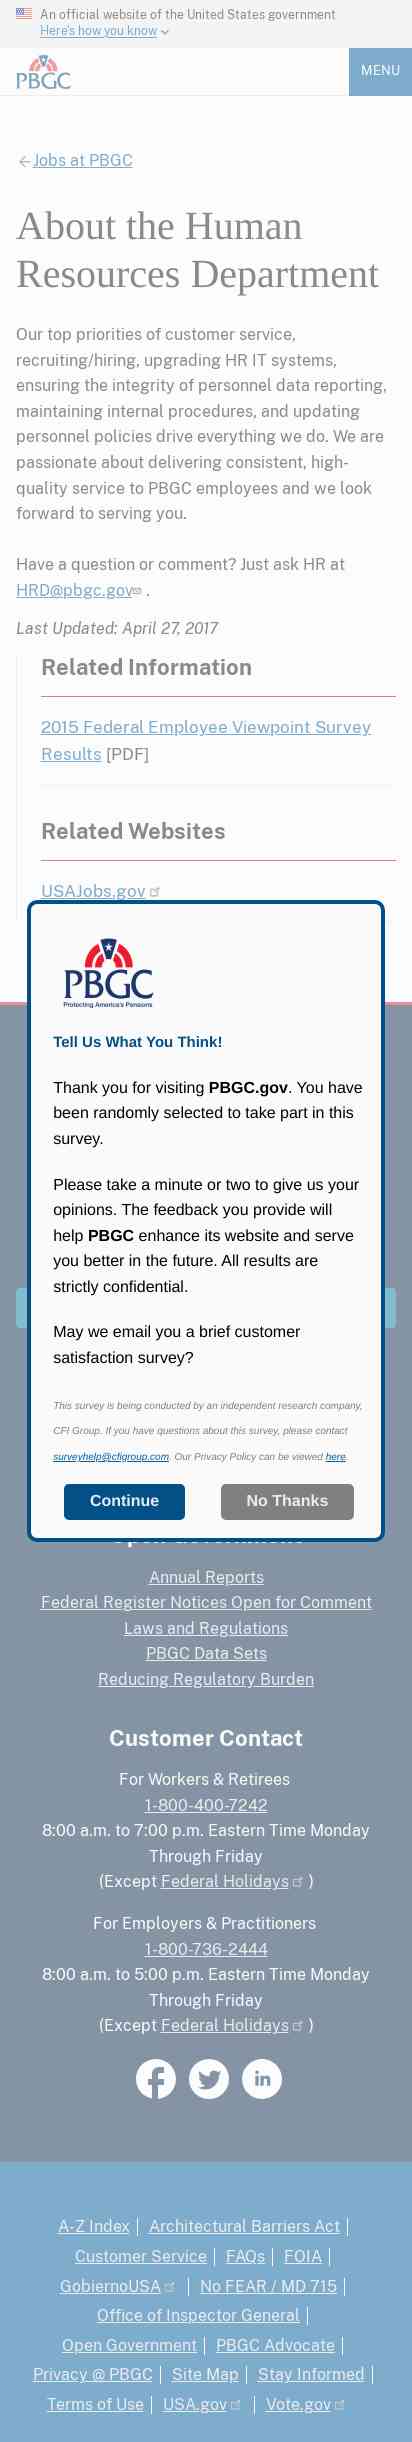 An official website of the United States government
Here's how you know
PBGC
MENU
Jobs at PBGC
About the Human
Resources Department
Our top priorities of customer service,
recruiting/hiring, upgrading HR IT systems,
ensuring the integrity of personnel data reporting,
maintaining internal procedures, and updating
personnel policies drive everything we do. We are
passionate about delivering consistent, high-
quality service to PBGC employees and we look
forward to serving you.
Have a question or comment? Just ask HR at
HRD@pbgc.gov .
Last Updated: April 27, 2017
Related Information
2015 Federal Employee Viewpoint Survey
Results [PDF]
Related Websites
USAJobs.gov
PBGC
Protecting America's Pensions
Tell Us What You Think!
Thank you for visiting PBGC.gov. You have
been randomly selected to take part in this
survey.
Please take a minute or two to give us your
opinions. The feedback you provide will
help PBGC enhance its website and serve
you better in the future. All results are
strictly confidential.
May we email you a brief customer
satisfaction survey?
This survey is being conducted by an independent research company,
CFI Group. If you have questions about this survey, please contact
surveyhelp@cfigroup.com. Our Privacy Policy can be viewed here.
Continue No Thanks
Annual Reports
Federal Register Notices Open for Comment
Laws and Regulations
PBGC Data Sets
Reducing Regulatory Burden
Customer Contact
For Workers & Retirees
1-800-400-7242
8:00 a.m. to 7:00 p.m. Eastern Time Monday
Through Friday
(Except Federal Holidays )
For Employers & Practitioners
1-800-736-2444
8:00 a.m. to 5:00 p.m. Eastern Time Monday
Through Friday
(Except Federal Holidays )
A-Z Index | Architectural Barriers Act |
Customer Service | FAQs | FOIA |
GobiernoUSA | No FEAR / MD 715 |
Office of Inspector General |
Open Government | PBGC Advocate |
Privacy @ PBGC | Site Map | Stay Informed |
Terms of Use | USA.gov | Vote.gov